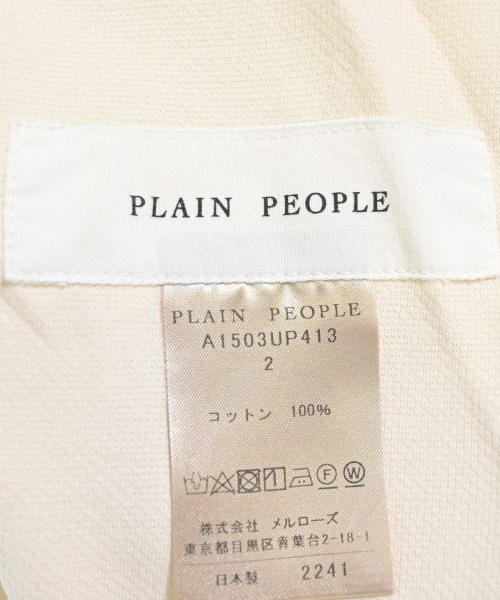 PLAIN PEOPLE
PLAIN PEOPLE
A1503UP413
2
コットン 100%
F W
株式会社 メルローズ
東京都目黒区青葉台2-18-1
日本製 2241